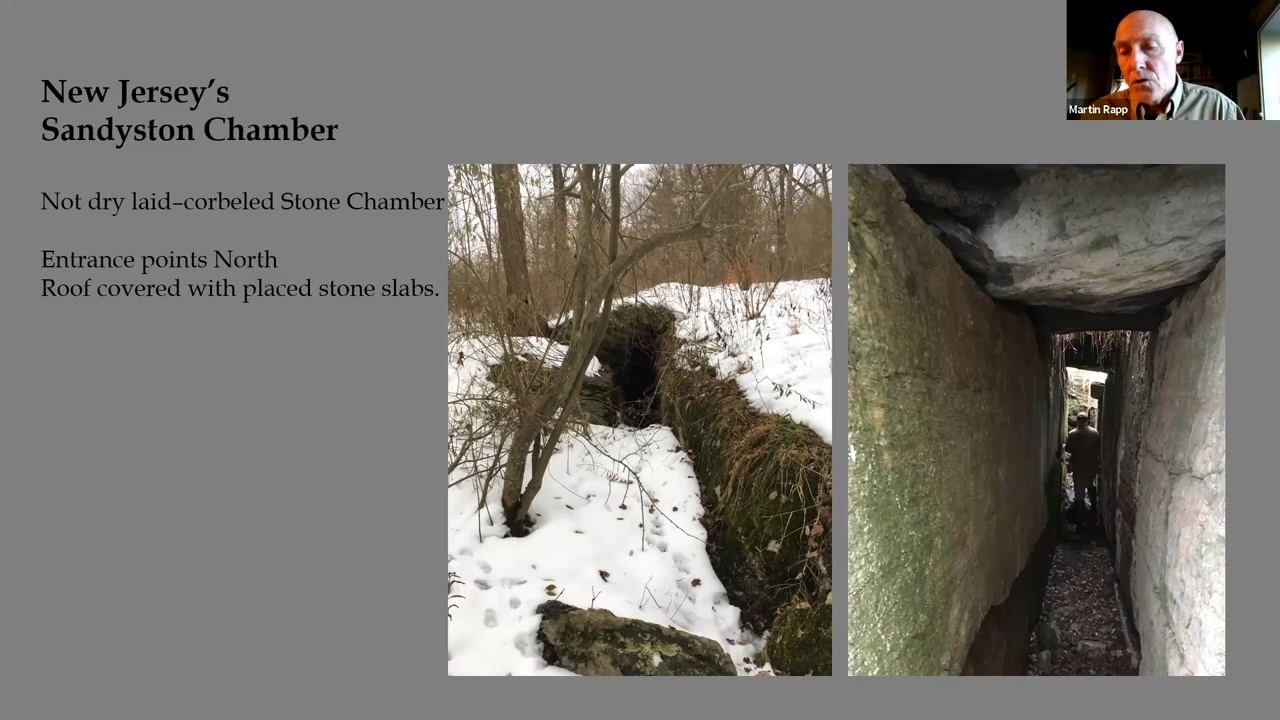 New Jersey’s
Sandyston Chamber
Not dry laid–corbeled Stone Chamber
Entrance points North
Roof covered with placed stone slabs.
Martin Rapp